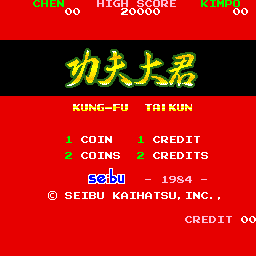 CHEN HIGH SCORE KIMPO
00 20000 00
功夫大君
KUNG-FU TAIKUN
1 COIN 1 CREDIT
2 COINS 2 CREDITS
seibu - 1984 -
© SEIBU KAIHATSU,INC.,
CREDIT 00